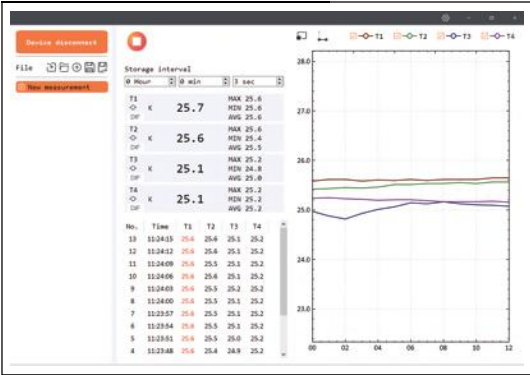 Device disconnect
File
New measurement
Storage interval
0 Hour 0 min 3 sec
T1 K 25.7 MAX 25.6
MIN 25.6
DIF AVG 25.6
T2 K 25.6 MAX 25.6
MIN 25.4
DIF AVG 25.5
T3 K 25.1 MAX 25.2
MIN 24.8
DIF AVG 25.0
T4 K 25.1 MAX 25.2
MIN 25.2
DIF AVG 25.2
No. Time T1 T2 T3 T4
13 11:24:15 25.6 25.6 25.1 25.2
12 11:24:12 25.6 25.6 25.1 25.2
11 11:24:09 25.6 25.5 25.1 25.2
10 11:24:06 25.6 25.6 25.1 25.2
9 11:24:03 25.6 25.5 25.2 25.2
8 11:24:00 25.6 25.5 25.1 25.2
7 11:23:57 25.6 25.5 25.1 25.2
6 11:23:54 25.6 25.5 25.1 25.2
5 11:23:51 25.6 25.5 25.0 25.2
4 11:23:48 25.6 25.4 24.9 25.2
T1 T2 T3 T4
28.0
27.0
26.0
25.0
24.0
23.0
00 02 04 06 08 10 12